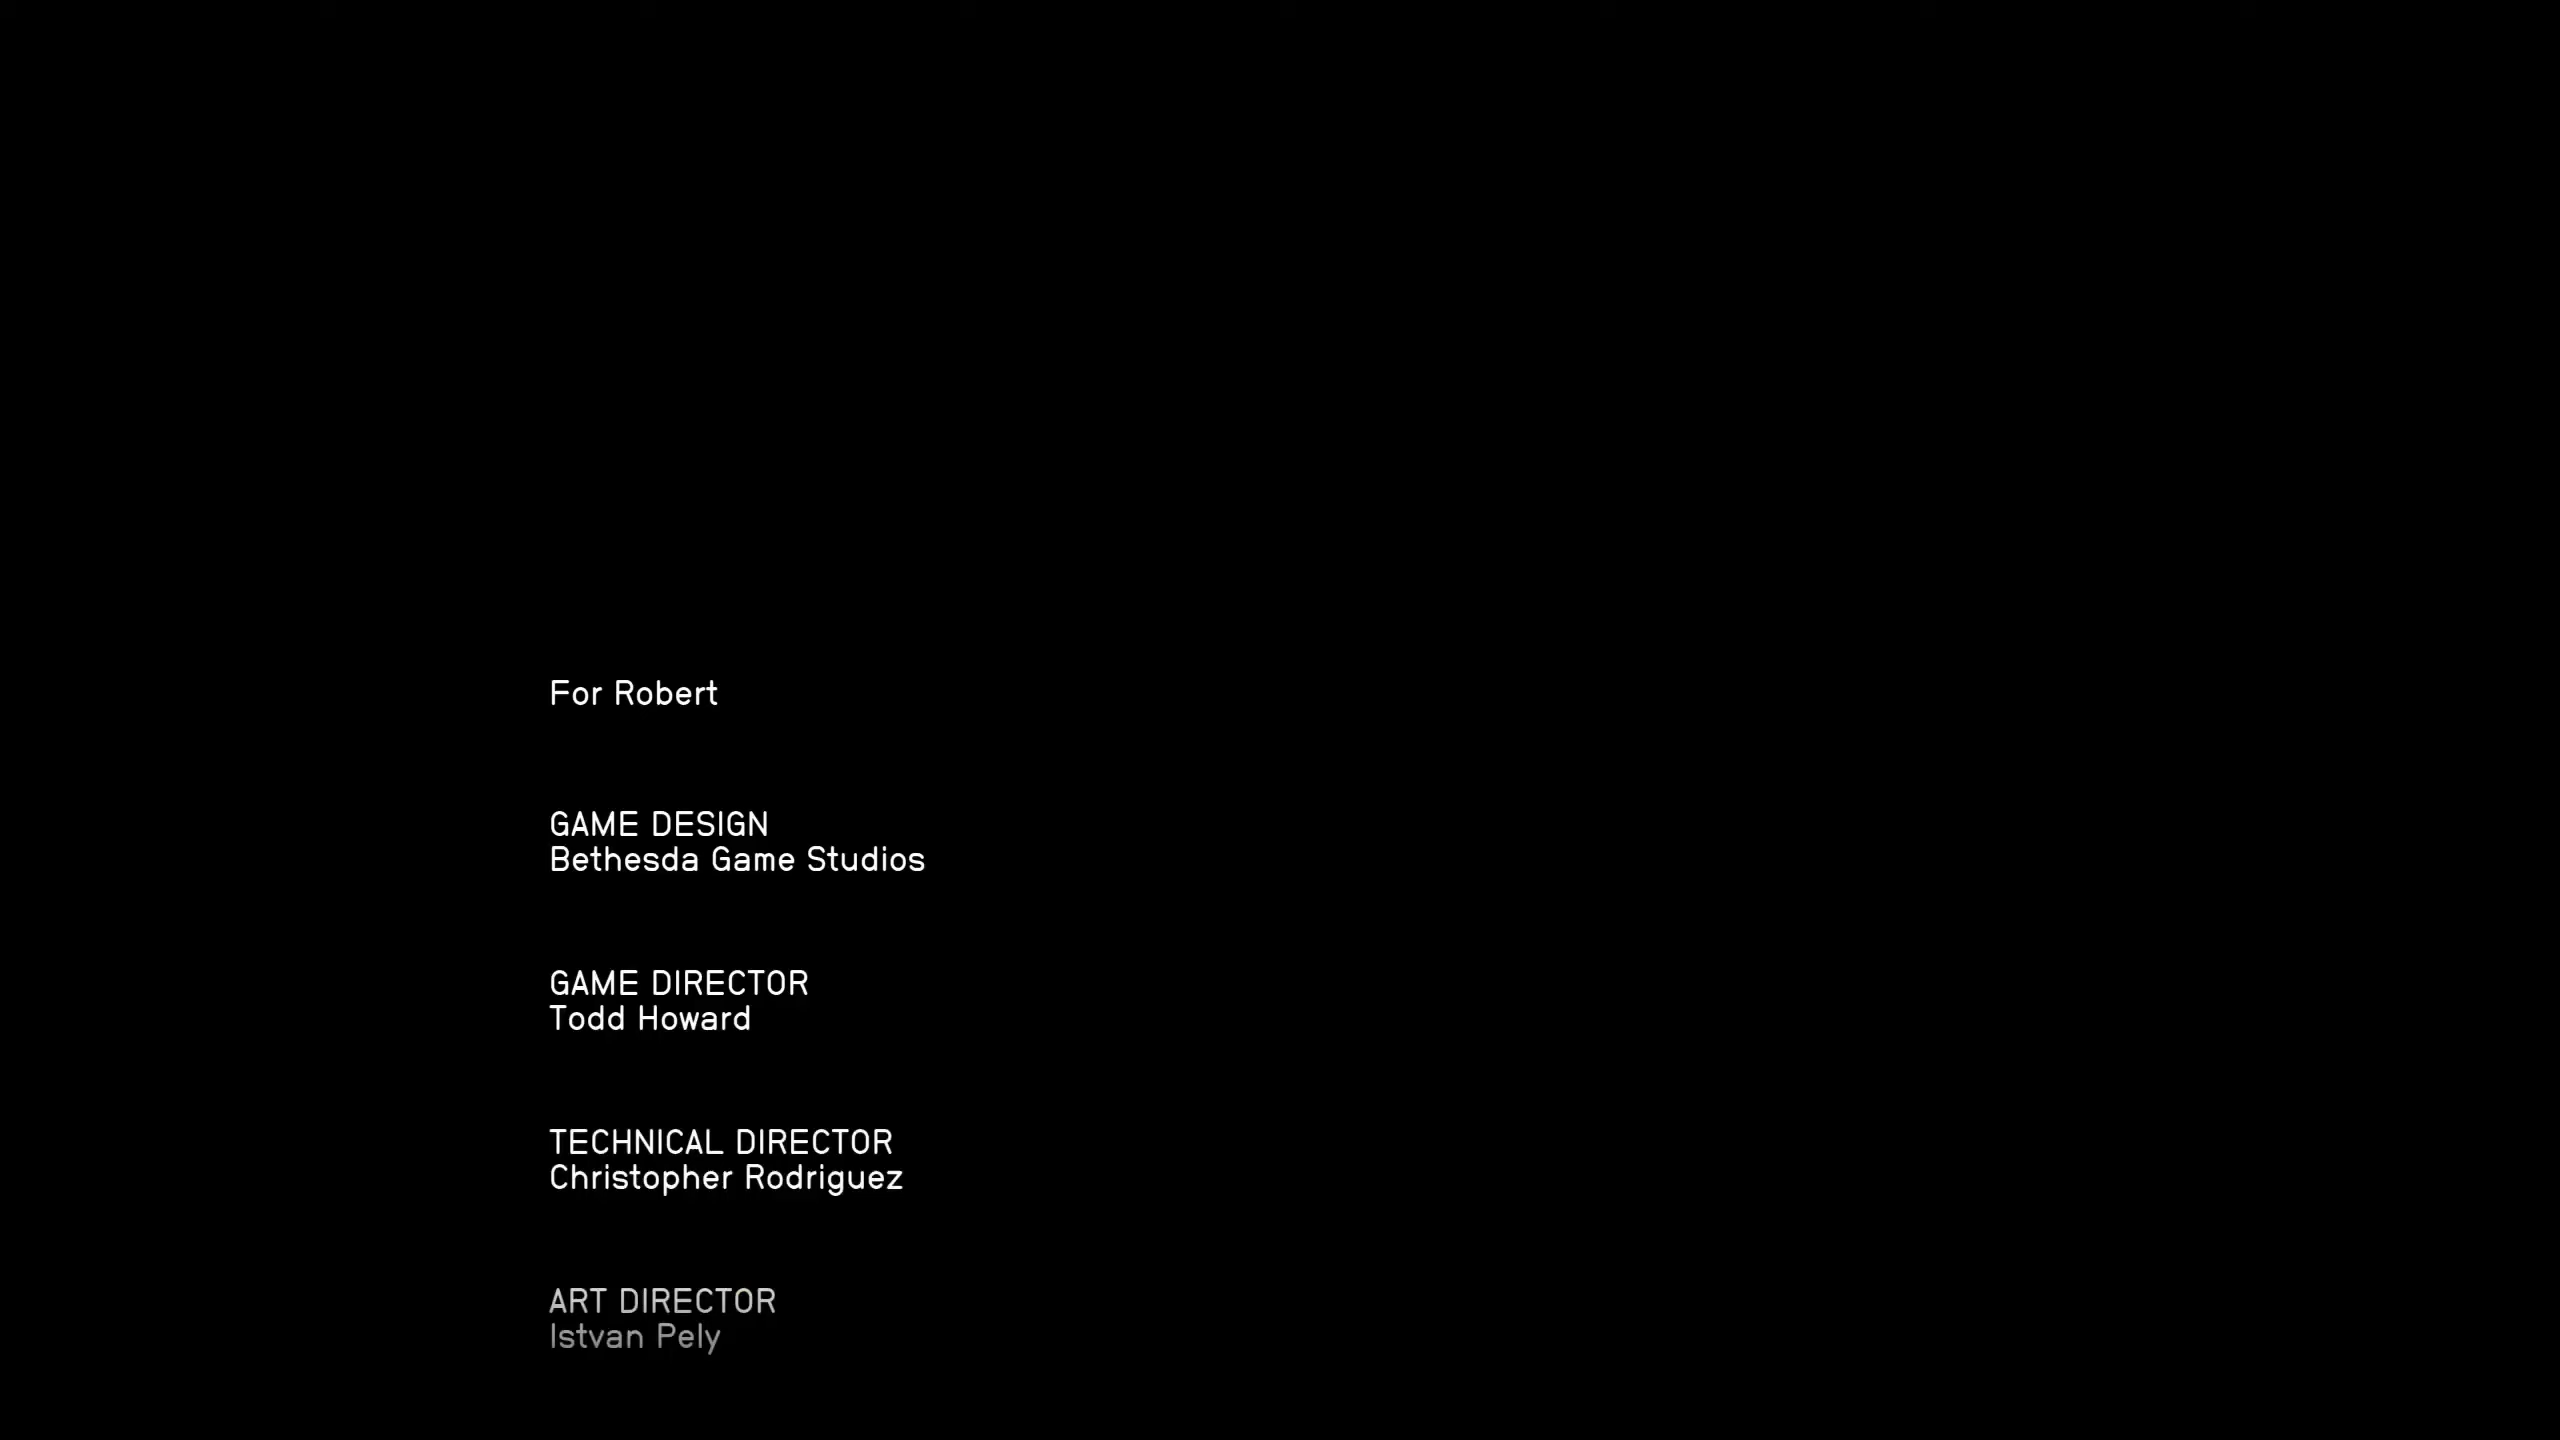 For Robert
GAME DESIGN
Bethesda Game Studios
GAME DIRECTOR
Todd Howard
TECHNICAL DIRECTOR
Christopher Rodriguez
ART DIRECTOR
Istvan Pely